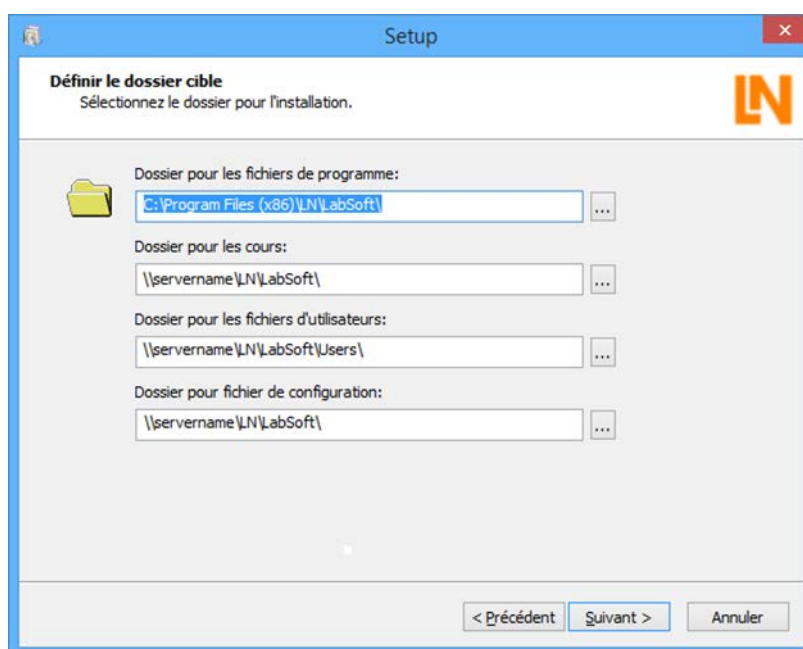 Setup
Définir le dossier cible
Sélectionnez le dossier pour l'installation.
LN
Dossier pour les fichiers de programme:
C:\Program Files (x86)\LN\LabSoft\
...
Dossier pour les cours:
\\servername\LN\LabSoft\
...
Dossier pour les fichiers d'utilisateurs:
\\servername\LN\LabSoft\Users\
...
Dossier pour fichier de configuration:
\\servername\LN\LabSoft\
...
< Précédent
Suivant >
Annuler